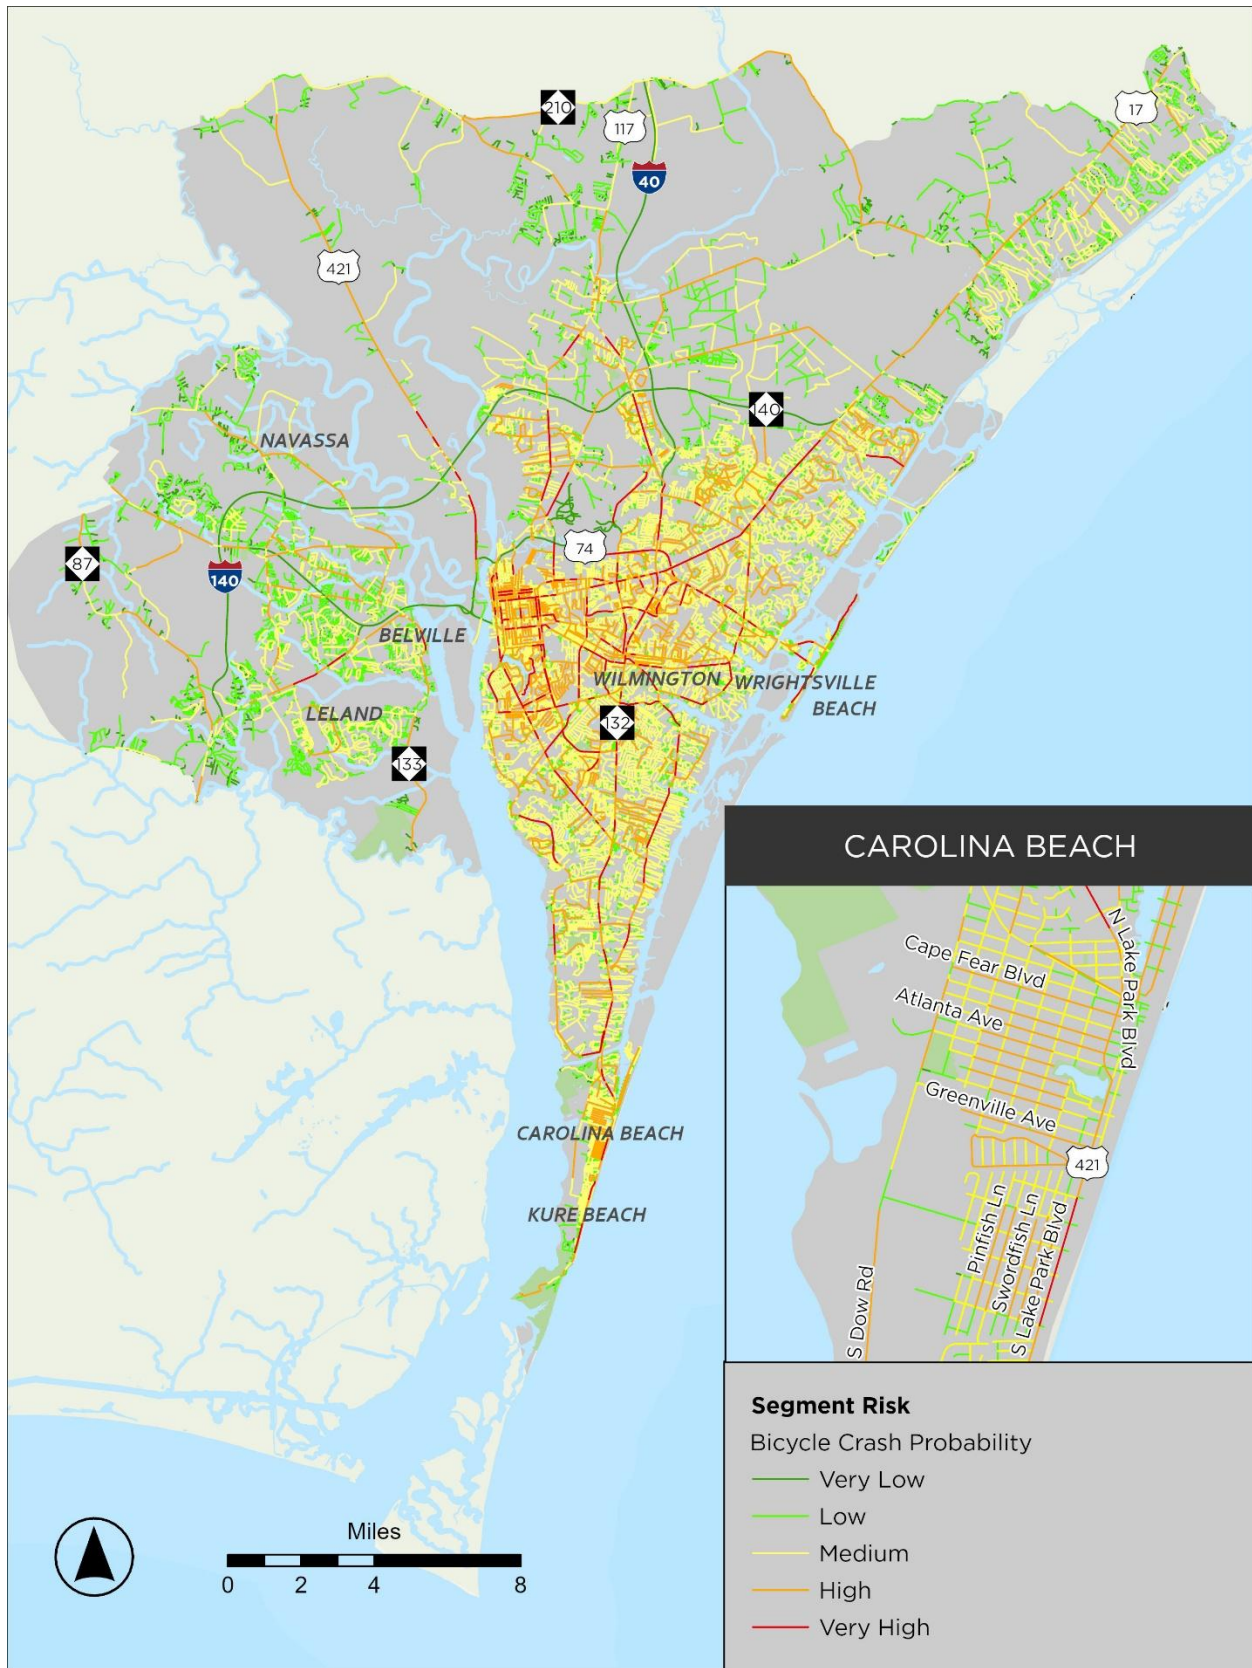 210
117
17
40
421
140
NAVASSA
74
87
140
BELVILLE
WILMINGTON
WRIGHTSVILLE
BEACH
LELAND
132
133
CAROLINA BEACH
KURE BEACH
CAROLINA BEACH
N Lake Park Blvd
Cape Fear Blvd
Atlanta Ave
Greenville Ave
421
Pinfish Ln
Swordfish Ln
S Lake Park Blvd
S Dow Rd
Segment Risk
Bicycle Crash Probability
Very Low
Low
Medium
High
Very High
Miles
0 2 4 8